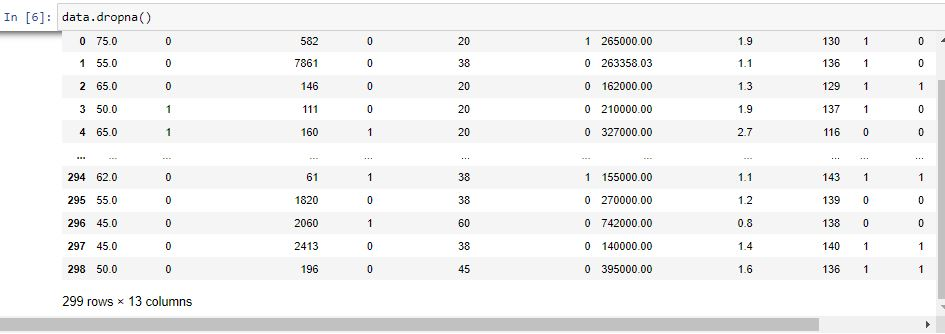 In [6]: data.dropna()
0 75.0 0 582 0 20 1 265000.00 1.9 130 1 0
1 55.0 0 7861 0 38 0 263358.03 1.1 136 1 0
2 65.0 0 146 0 20 0 162000.00 1.3 129 1 1
3 50.0 1 111 0 20 0 210000.00 1.9 137 1 0
4 65.0 1 160 1 20 0 327000.00 2.7 116 0 0
... ... ... ... ... ... ... ... ... ... ... ...
294 62.0 0 61 1 38 1 155000.00 1.1 143 1 1
295 55.0 0 1820 0 38 0 270000.00 1.2 139 0 0
296 45.0 0 2060 1 60 0 742000.00 0.8 138 0 0
297 45.0 0 2413 0 38 0 140000.00 1.4 140 1 1
298 50.0 0 196 0 45 0 395000.00 1.6 136 1 1
299 rows × 13 columns